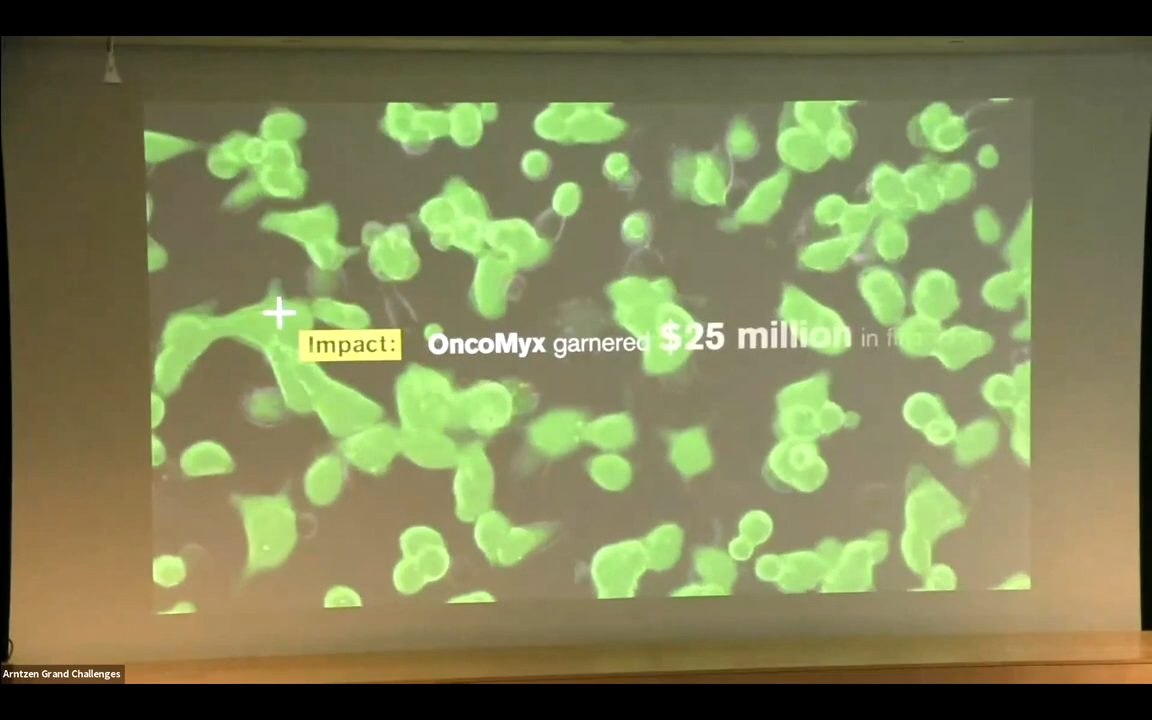 Impact: OncoMyx garnered $25 million in
Arntzen Grand Challenges